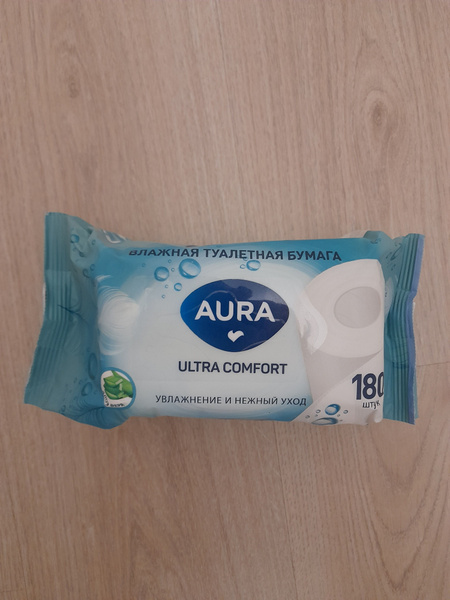 ВЛАЖНАЯ ТУАЛЕТНАЯ БУМАГА
AURA
ULTRA COMFORT
УВЛАЖНЕНИЕ И НЕЖНЫЙ УХОД
180
штук